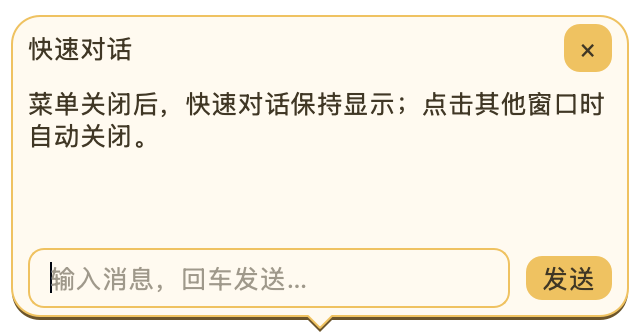 快速对话
×
菜单关闭后，快速对话保持显示；点击其他窗口时
自动关闭。
输入消息，回车发送...
发送